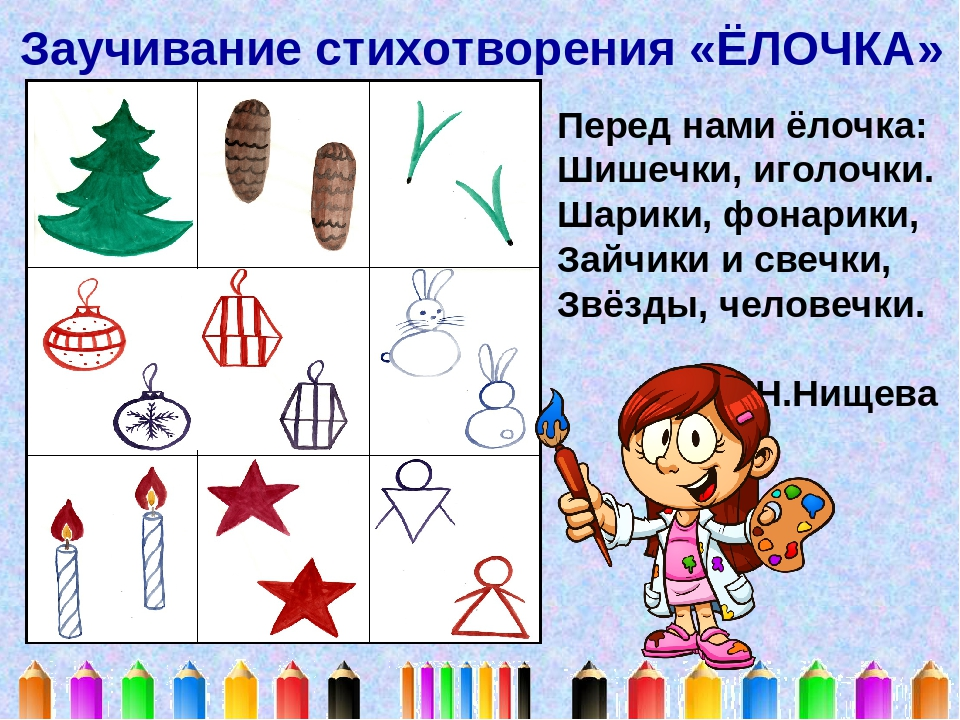 Заучивание стихотворения «ЁЛОЧКА»
Перед нами ёлочка:
Шишечки, иголочки.
Шарики, фонарики,
Зайчики и свечки,
Звёзды, человечки.
Н.Нищева